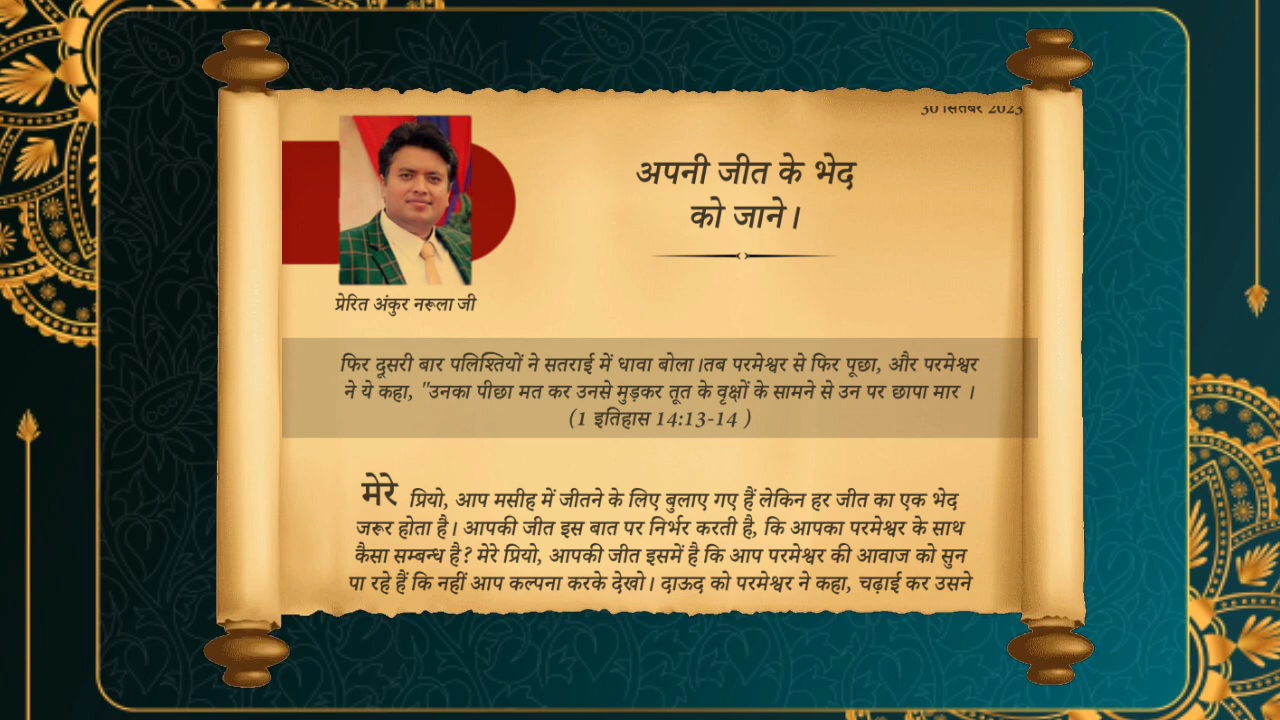 30 सितंबर 2023
अपनी जीत के भेद
को जाने।
प्रेरित अंकुर नरूला जी
फिर दूसरी बार पलिश्तियों ने सतराई में धावा बोला।तब परमेश्वर से फिर पूछा, और परमेश्वर
ने ये कहा, "उनका पीछा मत कर उनसे मुड़कर तूत के वृक्षों के सामने से उन पर छापा मार ।
(1 इतिहास 14:13-14 )
मेरे प्रियो, आप मसीह में जीतने के लिए बुलाए गए हैं लेकिन हर जीत का एक भेद
जरूर होता है। आपकी जीत इस बात पर निर्भर करती है, कि आपका परमेश्वर के साथ
कैसा सम्बन्ध है? मेरे प्रियो, आपकी जीत इसमें है कि आप परमेश्वर की आवाज को सुन
पा रहे हैं कि नहीं आप कल्पना करके देखो। दाऊद को परमेश्वर ने कहा, चढ़ाई कर उसने